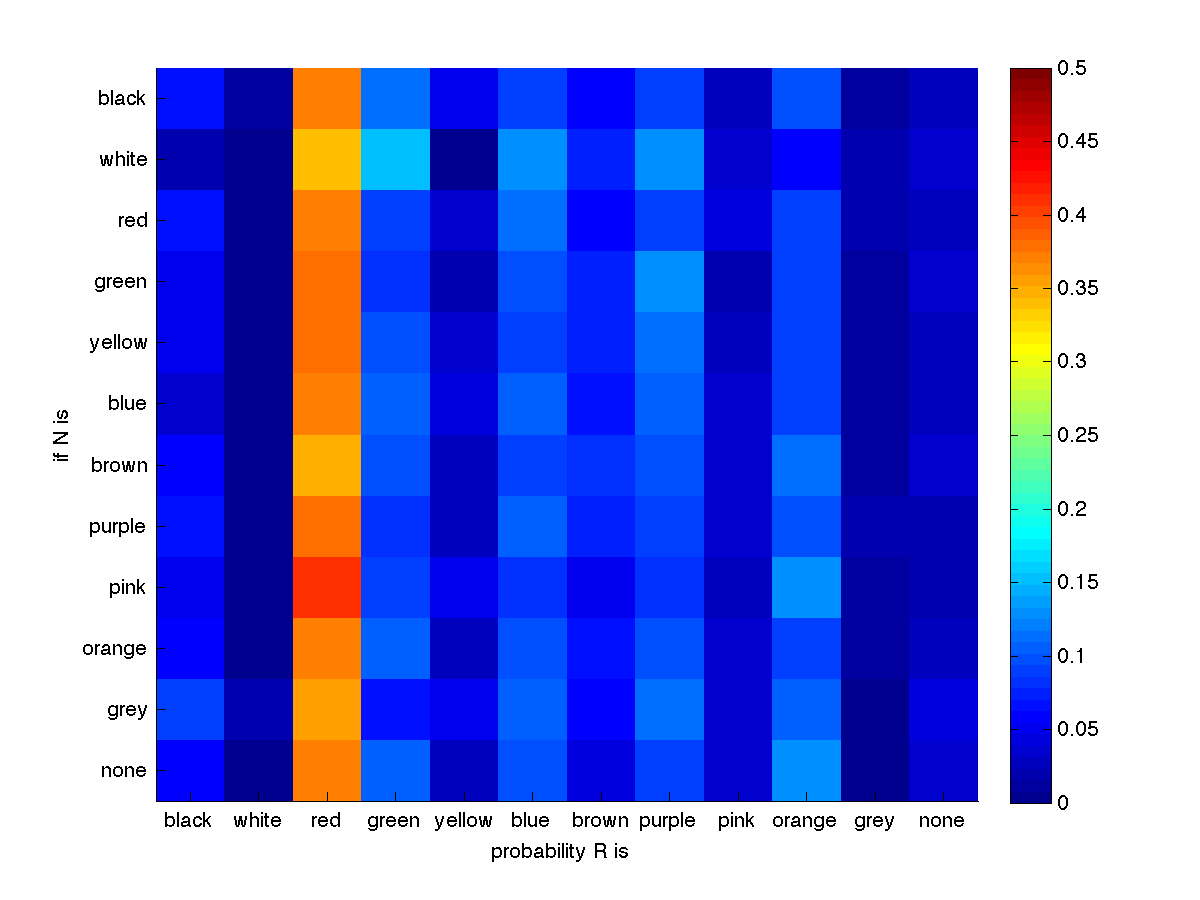 if N is
black
white
red
green
yellow
blue
brown
purple
pink
orange
grey
none
black white red green yellow blue brown purple pink orange grey none
probability R is
0.5
0.45
0.4
0.35
0.3
0.25
0.2
0.15
0.1
0.05
0